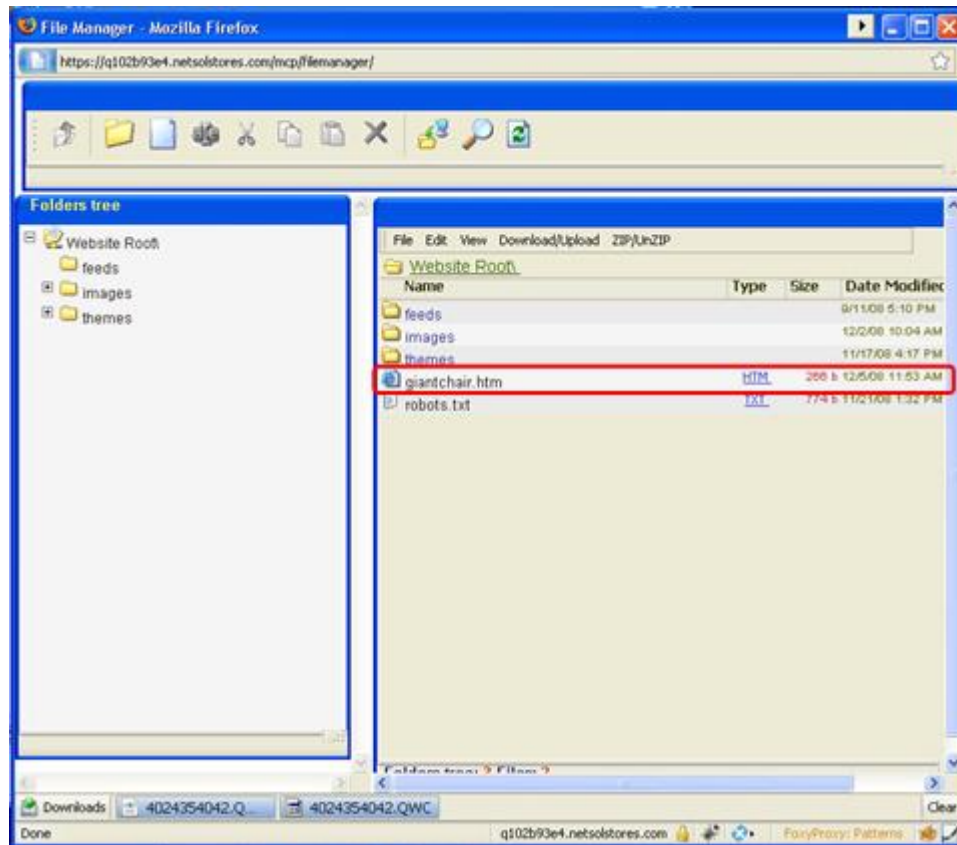 File Manager - Mozilla Firefox
https://q102b93e4.netsolstores.com/mcp/filemanager/
Folders tree
Website Root\
feeds
images
themes
File Edit View Download/Upload ZIP/UnZIP
Website Root\
Name Type Size Date Modified
feeds 9/11/08 5:10 PM
images 12/2/08 10:04 AM
themes 11/17/08 4:17 PM
giantchair.htm HTM 266 b 12/5/08 11:53 AM
robots.txt TXT 774 b 11/21/08 1:32 PM
Downloads 4024354042.Q... 4024354042.QWC Clear
Done q102b93e4.netsolstores.com FoxyProxy: Patterns